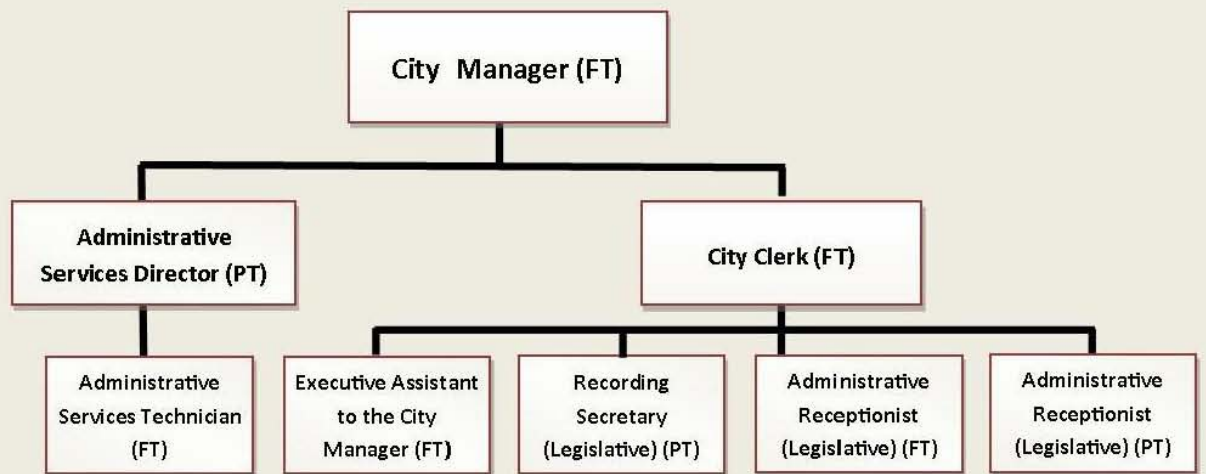 City Manager (FT)
Administrative
Services Director (PT)
City Clerk (FT)
Administrative
Services Technician
(FT)
Executive Assistant
to the City
Manager (FT)
Recording
Secretary
(Legislative) (PT)
Administrative
Receptionist
(Legislative) (FT)
Administrative
Receptionist
(Legislative) (PT)